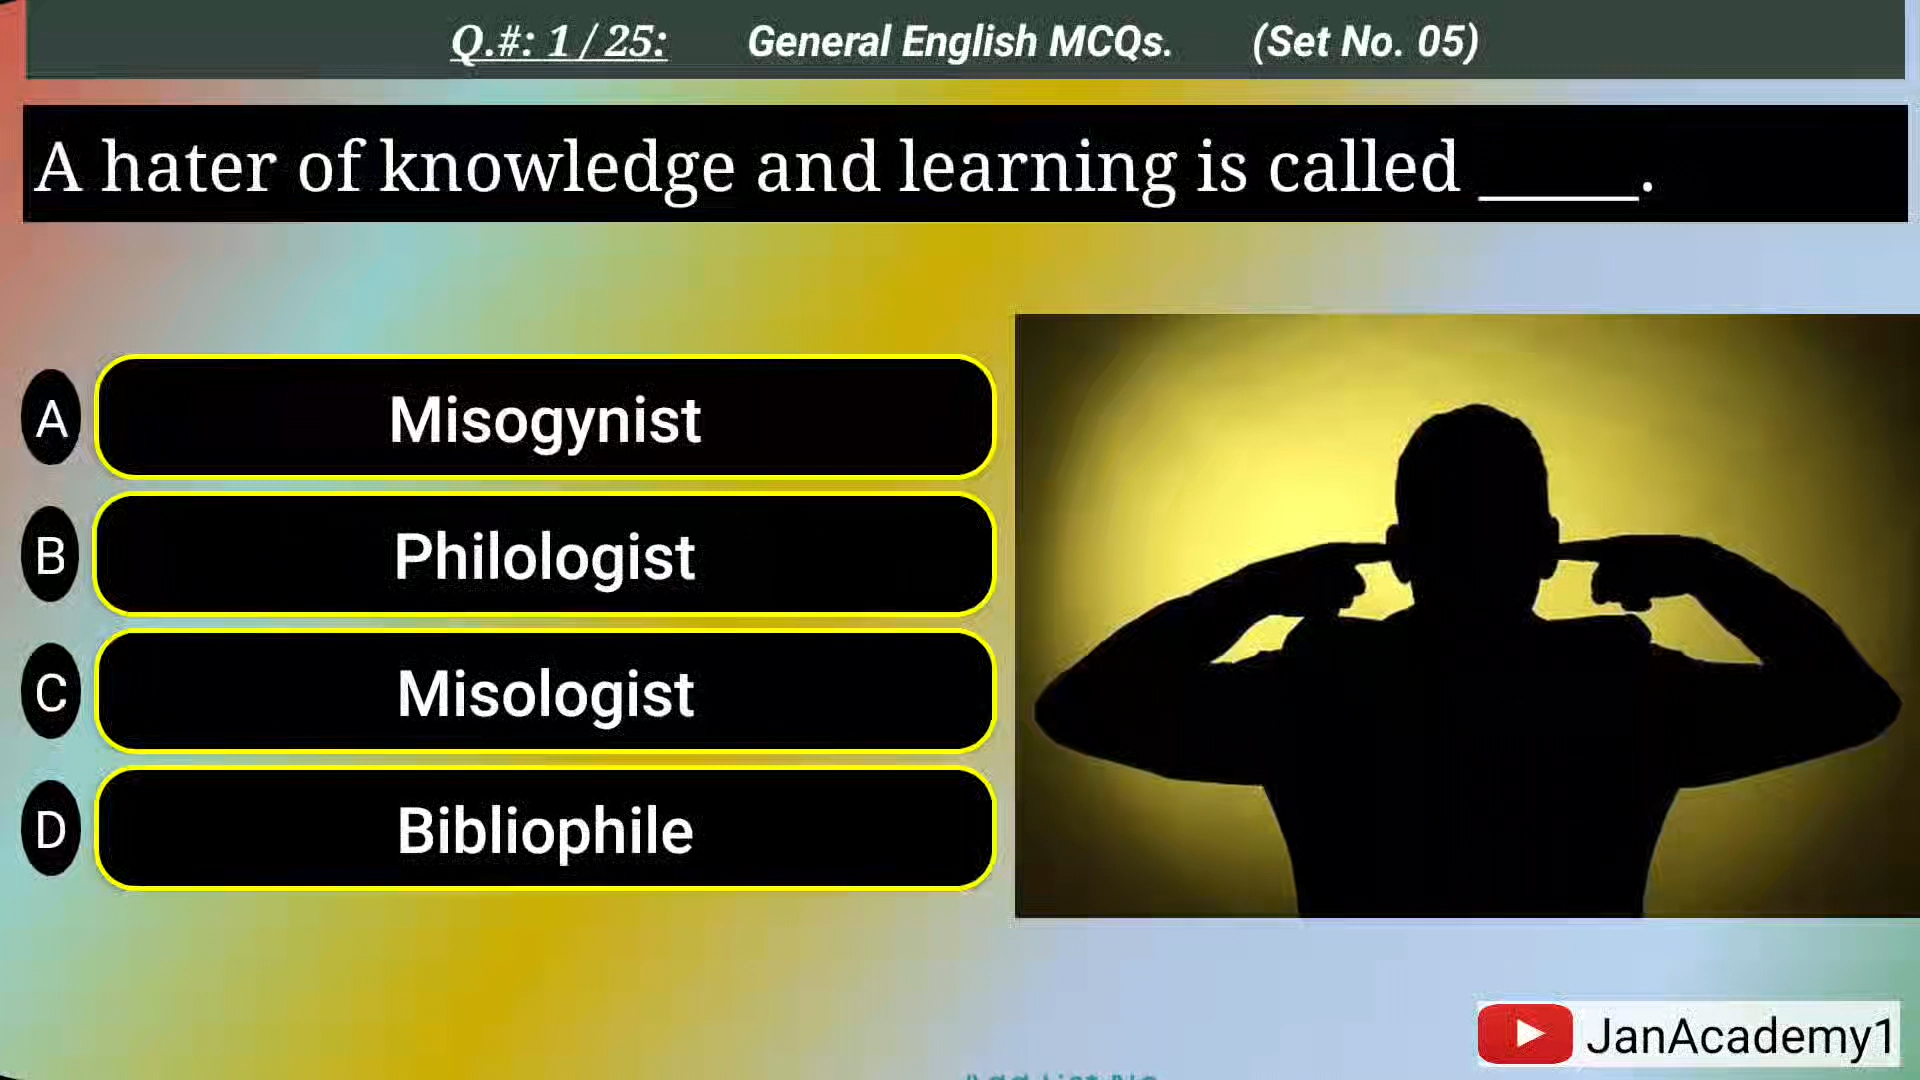 Q.#: 1 / 25: General English MCQs. (Set No. 05)
A hater of knowledge and learning is called _____.
A Misogynist
B Philologist
C Misologist
D Bibliophile
JanAcademy1